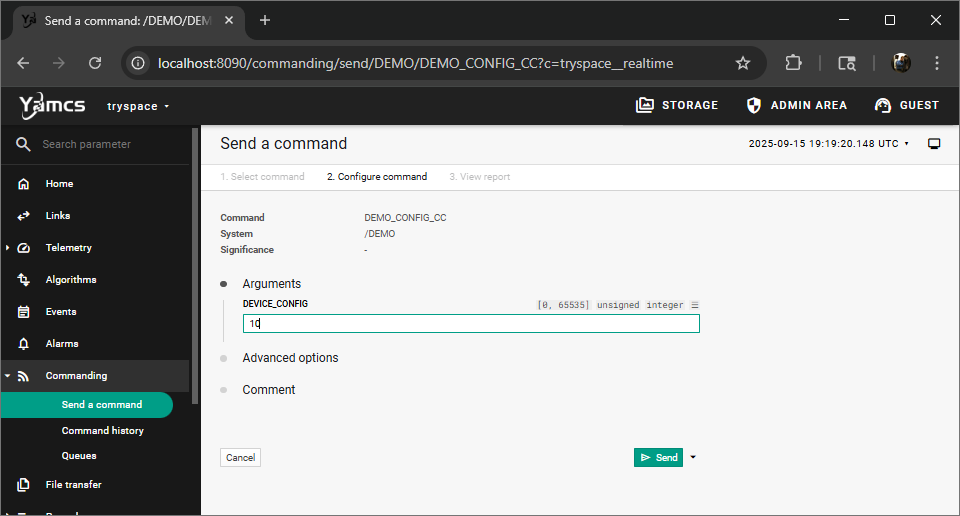 Send a command: /DEMO/DEM
localhost:8090/commanding/send/DEMO/DEMO_CONFIG_CC?c=tryspace__realtime
Yamcs
tryspace
STORAGE
ADMIN AREA
GUEST
Search parameter
Send a command
2025-09-15 19:19:20.148 UTC
1. Select command
2. Configure command
3. View report
Home
Links
Telemetry
Algorithms
Events
Alarms
Commanding
Send a command
Command history
Queues
File transfer
Command DEMO_CONFIG_CC
System /DEMO
Significance -
Arguments
DEVICE_CONFIG [0, 65535] unsigned integer
10
Advanced options
Comment
Cancel
Send